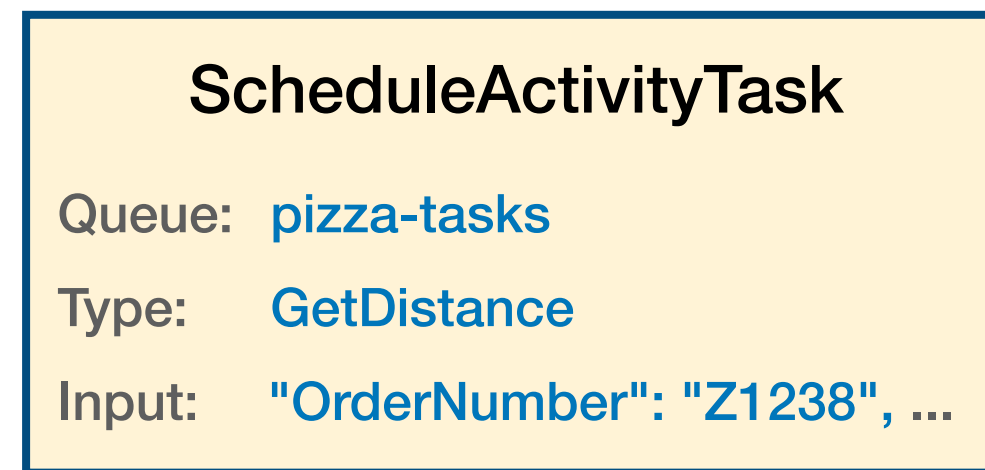 ScheduleActivityTask
Queue: pizza-tasks
Type: GetDistance
Input: "OrderNumber": "Z1238", ...